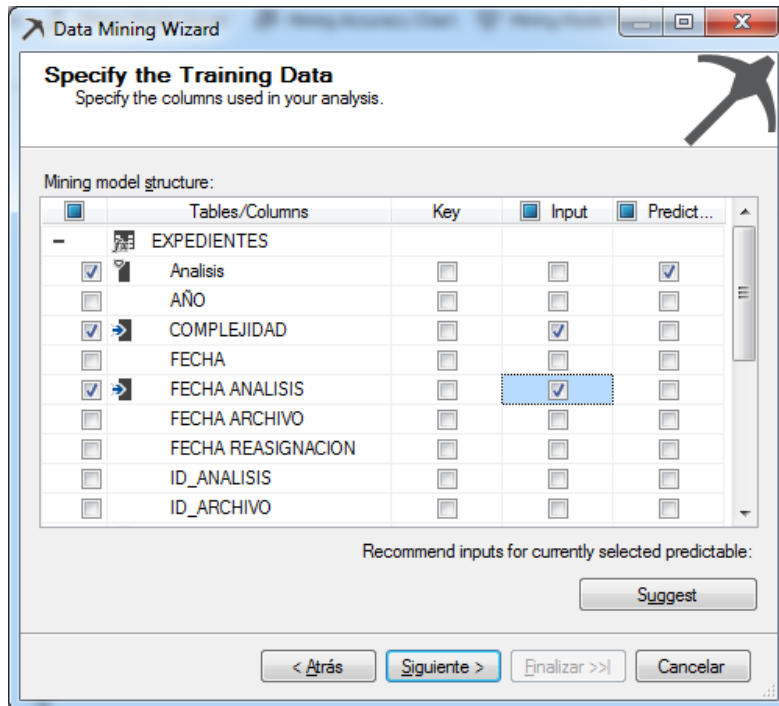 Data Mining Wizard
Specify the Training Data
Specify the columns used in your analysis.
Mining model structure:
Tables/Columns Key Input Predict...
EXPEDIENTES
Analisis
AÑO
COMPLEJIDAD
FECHA
FECHA ANALISIS
FECHA ARCHIVO
FECHA REASIGNACION
ID_ANALISIS
ID_ARCHIVO
Recommend inputs for currently selected predictable:
Suggest
< Atrás Siguiente > Finalizar >>| Cancelar